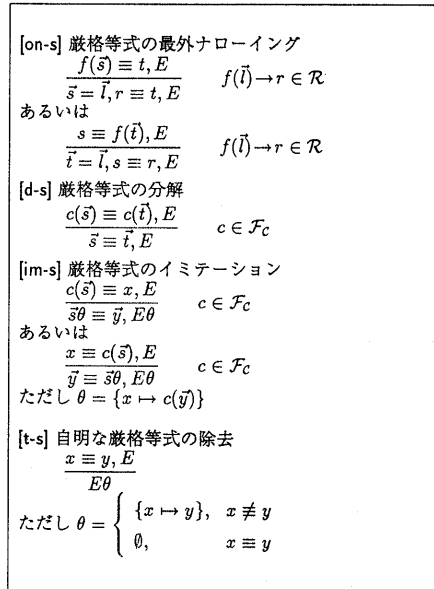 [on-s] 厳格等式の最外ナローイング
f(s⃗) ≡ t, E
s⃗ = l⃗, r ≡ t, E    f(l⃗)→r ∈ R
あるいは
s ≡ f(t⃗), E
t⃗ = l⃗, s ≡ r, E    f(l⃗)→r ∈ R
[d-s] 厳格等式の分解
c(s⃗) ≡ c(t⃗), E
s⃗ ≡ t⃗, E    c ∈ F_C
[im-s] 厳格等式のイミテーション
c(s⃗) ≡ x, E
s⃗θ ≡ y⃗, Eθ    c ∈ F_C
あるいは
x ≡ c(s⃗), E
y⃗ ≡ s⃗θ, Eθ    c ∈ F_C
ただし θ = {x ↦ c(y⃗)}
[t-s] 自明な厳格等式の除去
x ≡ y, E
Eθ
ただし θ = { {x ↦ y}, x ≢ y
∅, x ≡ y